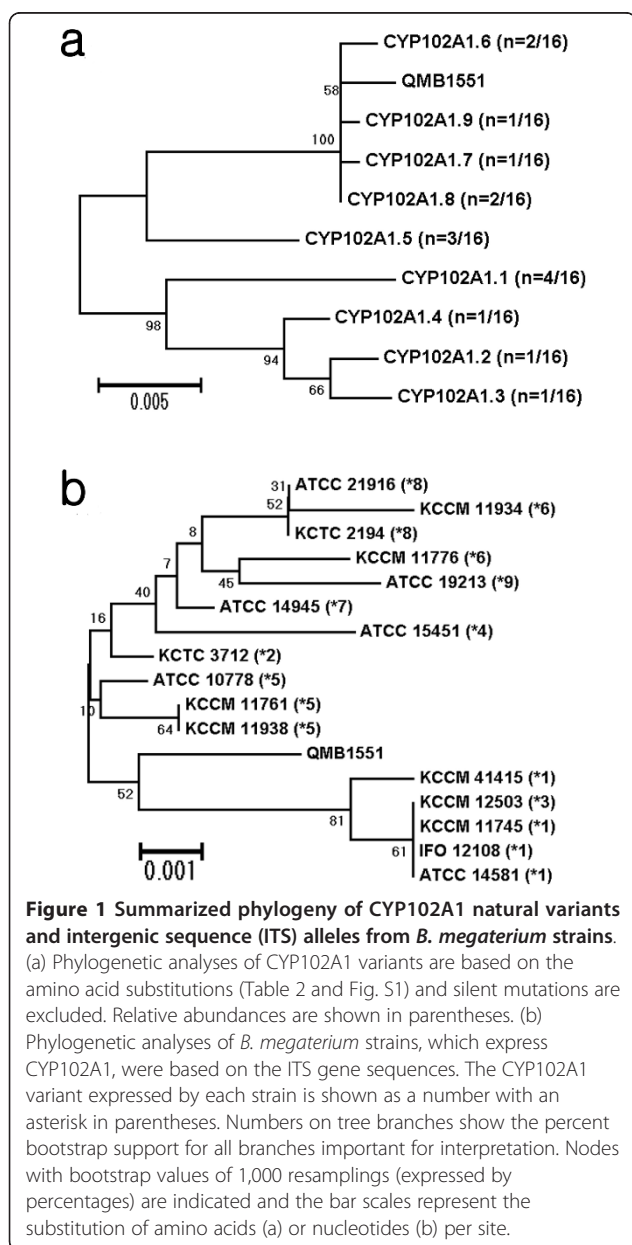 a
CYP102A1.6 (n=2/16)
58
QMB1551
CYP102A1.9 (n=1/16)
100
CYP102A1.7 (n=1/16)
CYP102A1.8 (n=2/16)
CYP102A1.5 (n=3/16)
CYP102A1.1 (n=4/16)
98
CYP102A1.4 (n=1/16)
94
CYP102A1.2 (n=1/16)
66
CYP102A1.3 (n=1/16)
0.005
b
31
ATCC 21916 (*8)
52
KCCM 11934 (*6)
KCTC 2194 (*8)
8
KCCM 11776 (*6)
7
45
ATCC 19213 (*9)
40
ATCC 14945 (*7)
16
ATCC 15451 (*4)
KCTC 3712 (*2)
ATCC 10778 (*5)
10
KCCM 11761 (*5)
64
KCCM 11938 (*5)
QMB1551
52
KCCM 41415 (*1)
81
KCCM 12503 (*3)
KCCM 11745 (*1)
61
IFO 12108 (*1)
ATCC 14581 (*1)
0.001
Figure 1 Summarized phylogeny of CYP102A1 natural variants
and intergenic sequence (ITS) alleles from B. megaterium strains.
(a) Phylogenetic analyses of CYP102A1 variants are based on the
amino acid substitutions (Table 2 and Fig. S1) and silent mutations are
excluded. Relative abundances are shown in parentheses. (b)
Phylogenetic analyses of B. megaterium strains, which express
CYP102A1, were based on the ITS gene sequences. The CYP102A1
variant expressed by each strain is shown as a number with an
asterisk in parentheses. Numbers on tree branches show the percent
bootstrap support for all branches important for interpretation. Nodes
with bootstrap values of 1,000 resamplings (expressed by
percentages) are indicated and the bar scales represent the
substitution of amino acids (a) or nucleotides (b) per site.